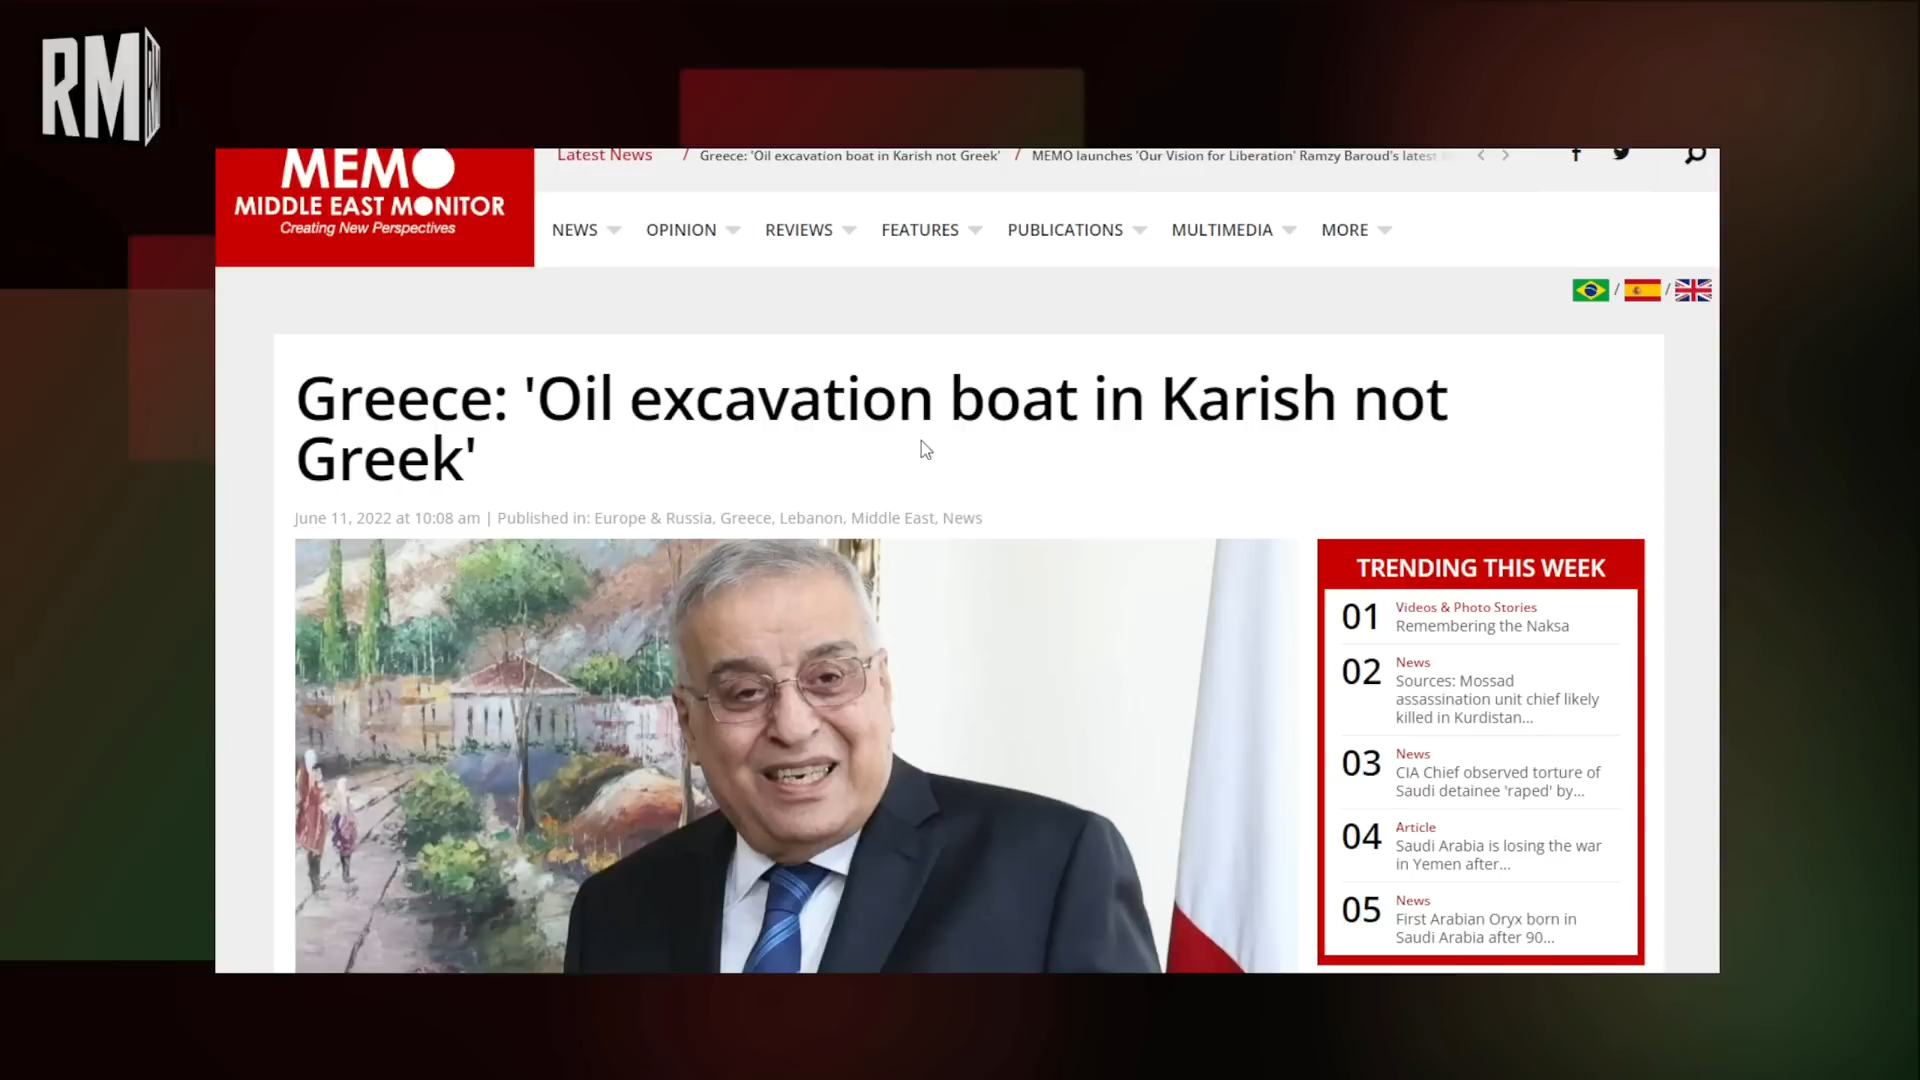 RM
RM
MEMO
MIDDLE EAST MONITOR
Creating New Perspectives
Latest News / Greece: 'Oil excavation boat in Karish not Greek' / MEMO launches 'Our Vision for Liberation' Ramzy Baroud's latest
NEWS OPINION REVIEWS FEATURES PUBLICATIONS MULTIMEDIA MORE
/ /
Greece: 'Oil excavation boat in Karish not
Greek'
June 11, 2022 at 10:08 am | Published in: Europe & Russia, Greece, Lebanon, Middle East, News
TRENDING THIS WEEK
01 Videos & Photo Stories
Remembering the Naksa
02 News
Sources: Mossad
assassination unit chief likely
killed in Kurdistan...
03 News
CIA Chief observed torture of
Saudi detainee 'raped' by...
04 Article
Saudi Arabia is losing the war
in Yemen after...
05 News
First Arabian Oryx born in
Saudi Arabia after 90...